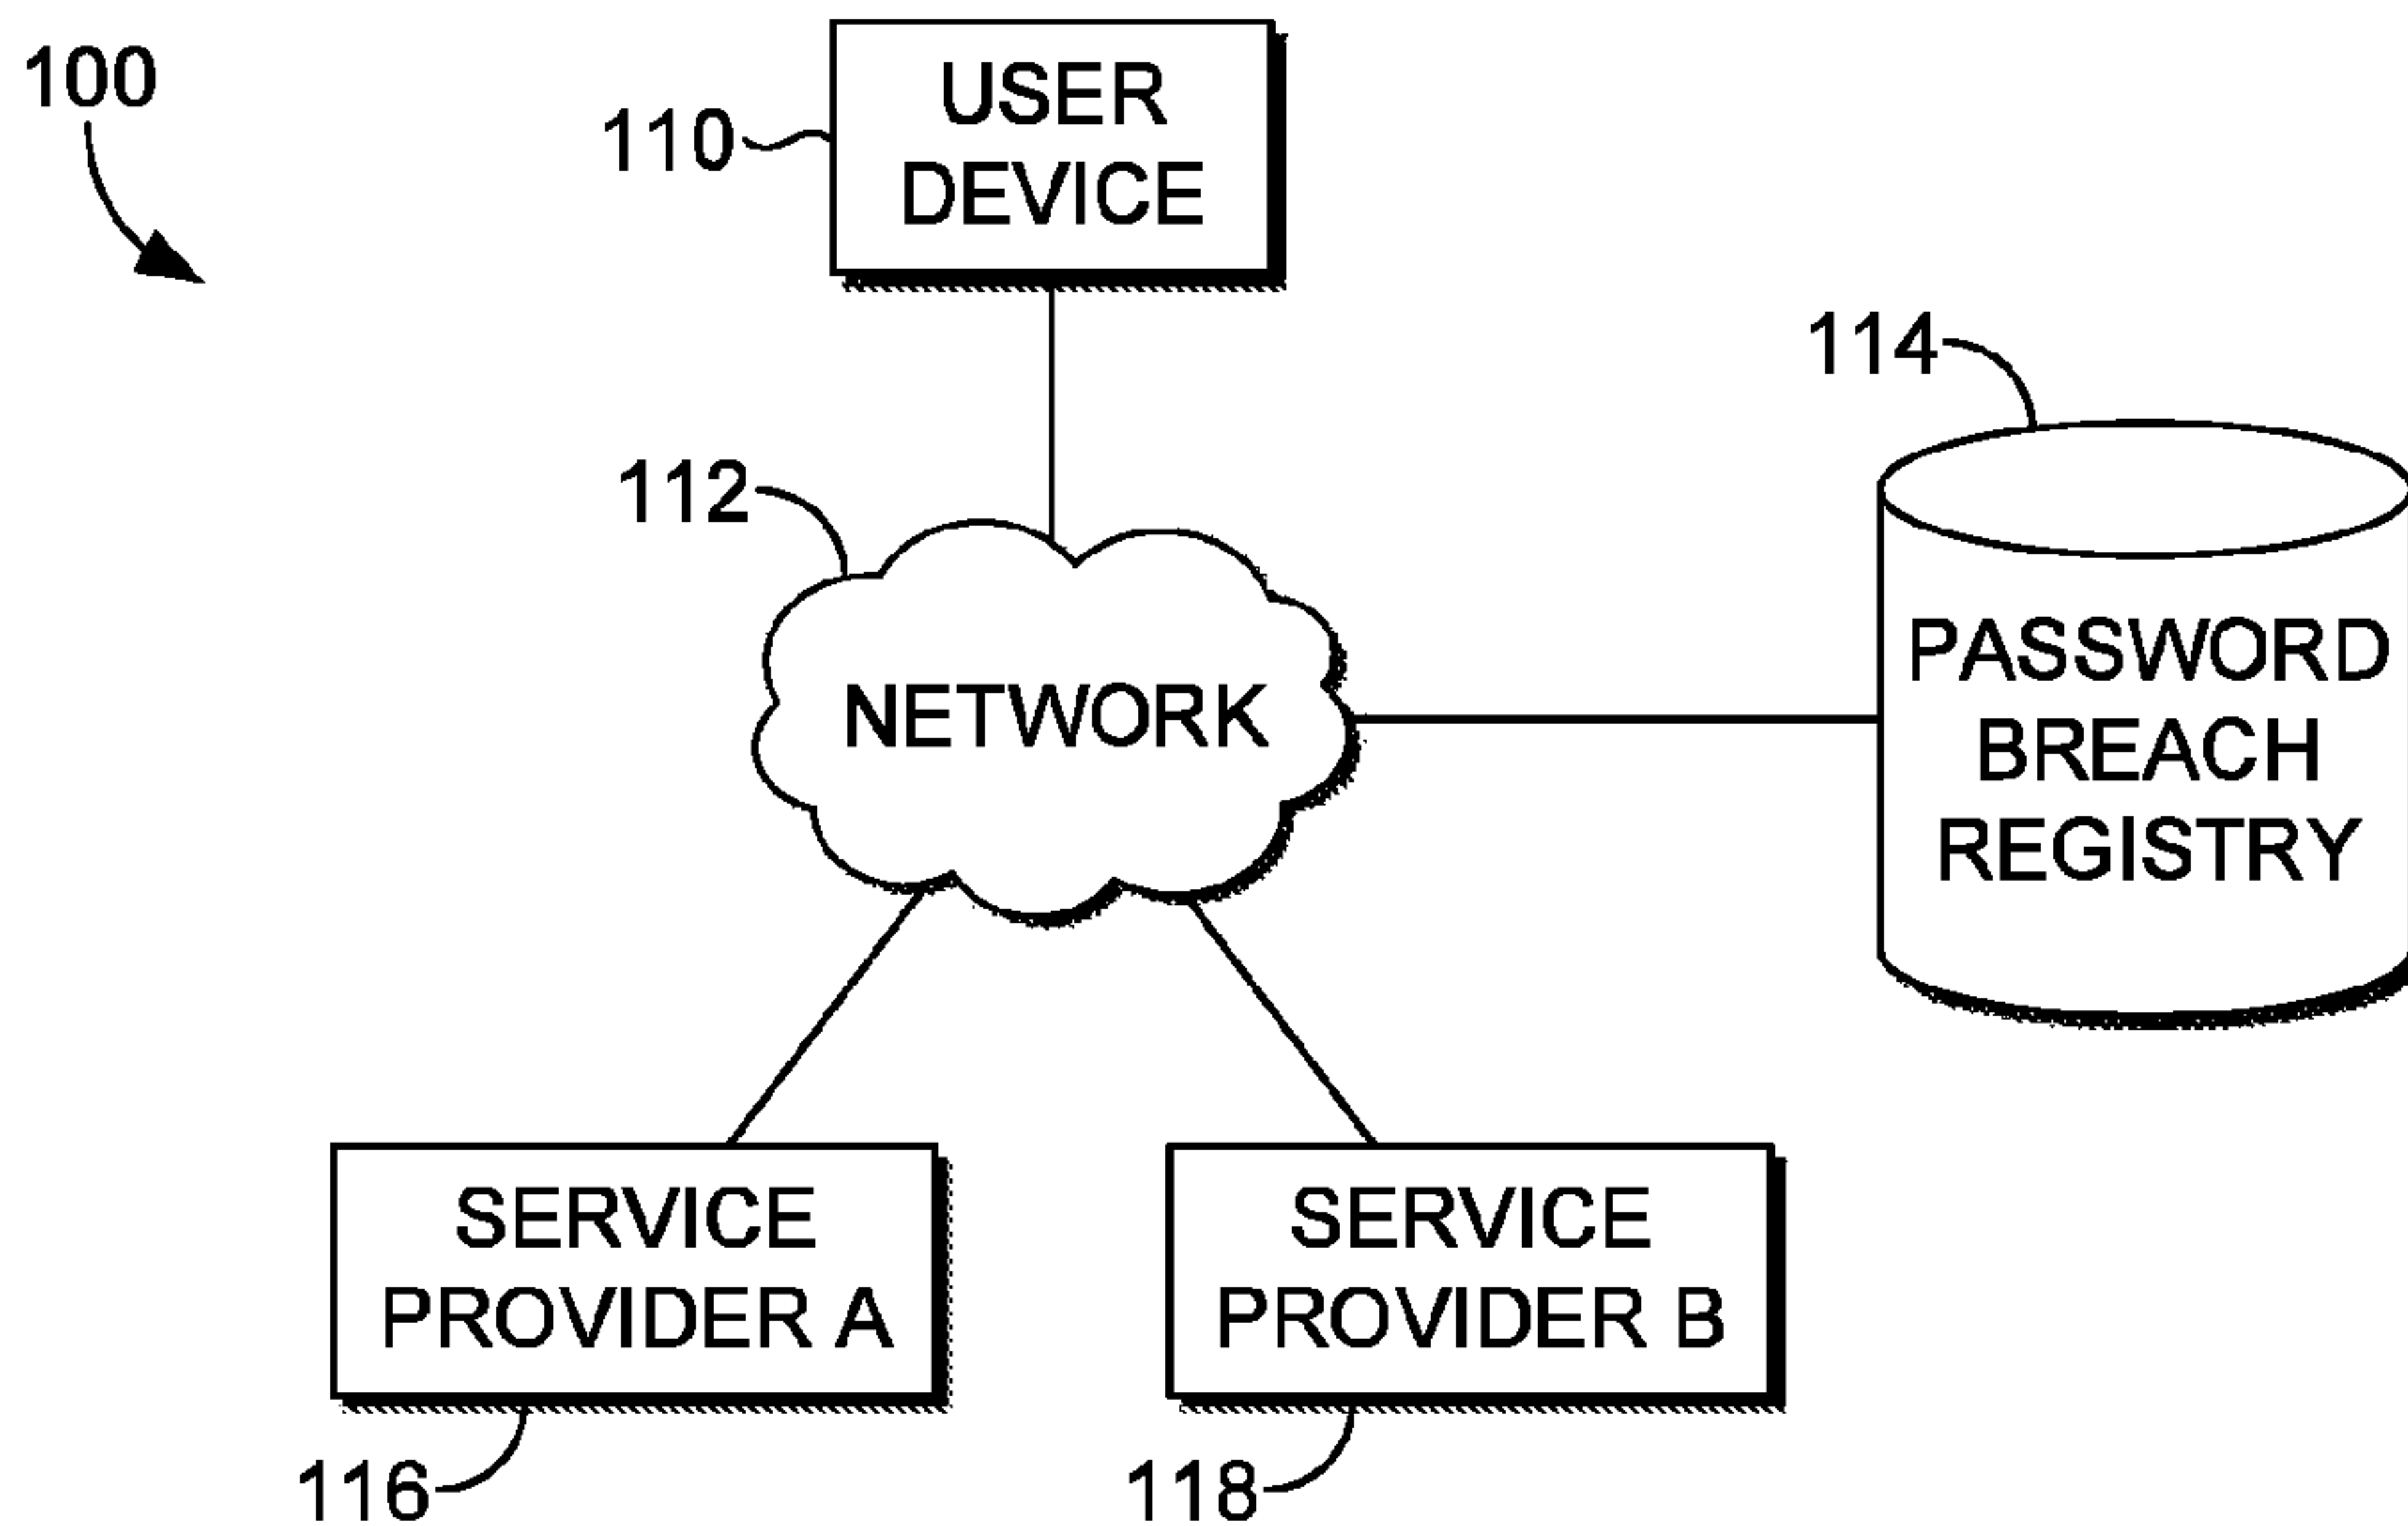 100
110
USER
DEVICE
114
112
NETWORK
PASSWORD
BREACH
REGISTRY
SERVICE
PROVIDER A
SERVICE
PROVIDER B
116
118